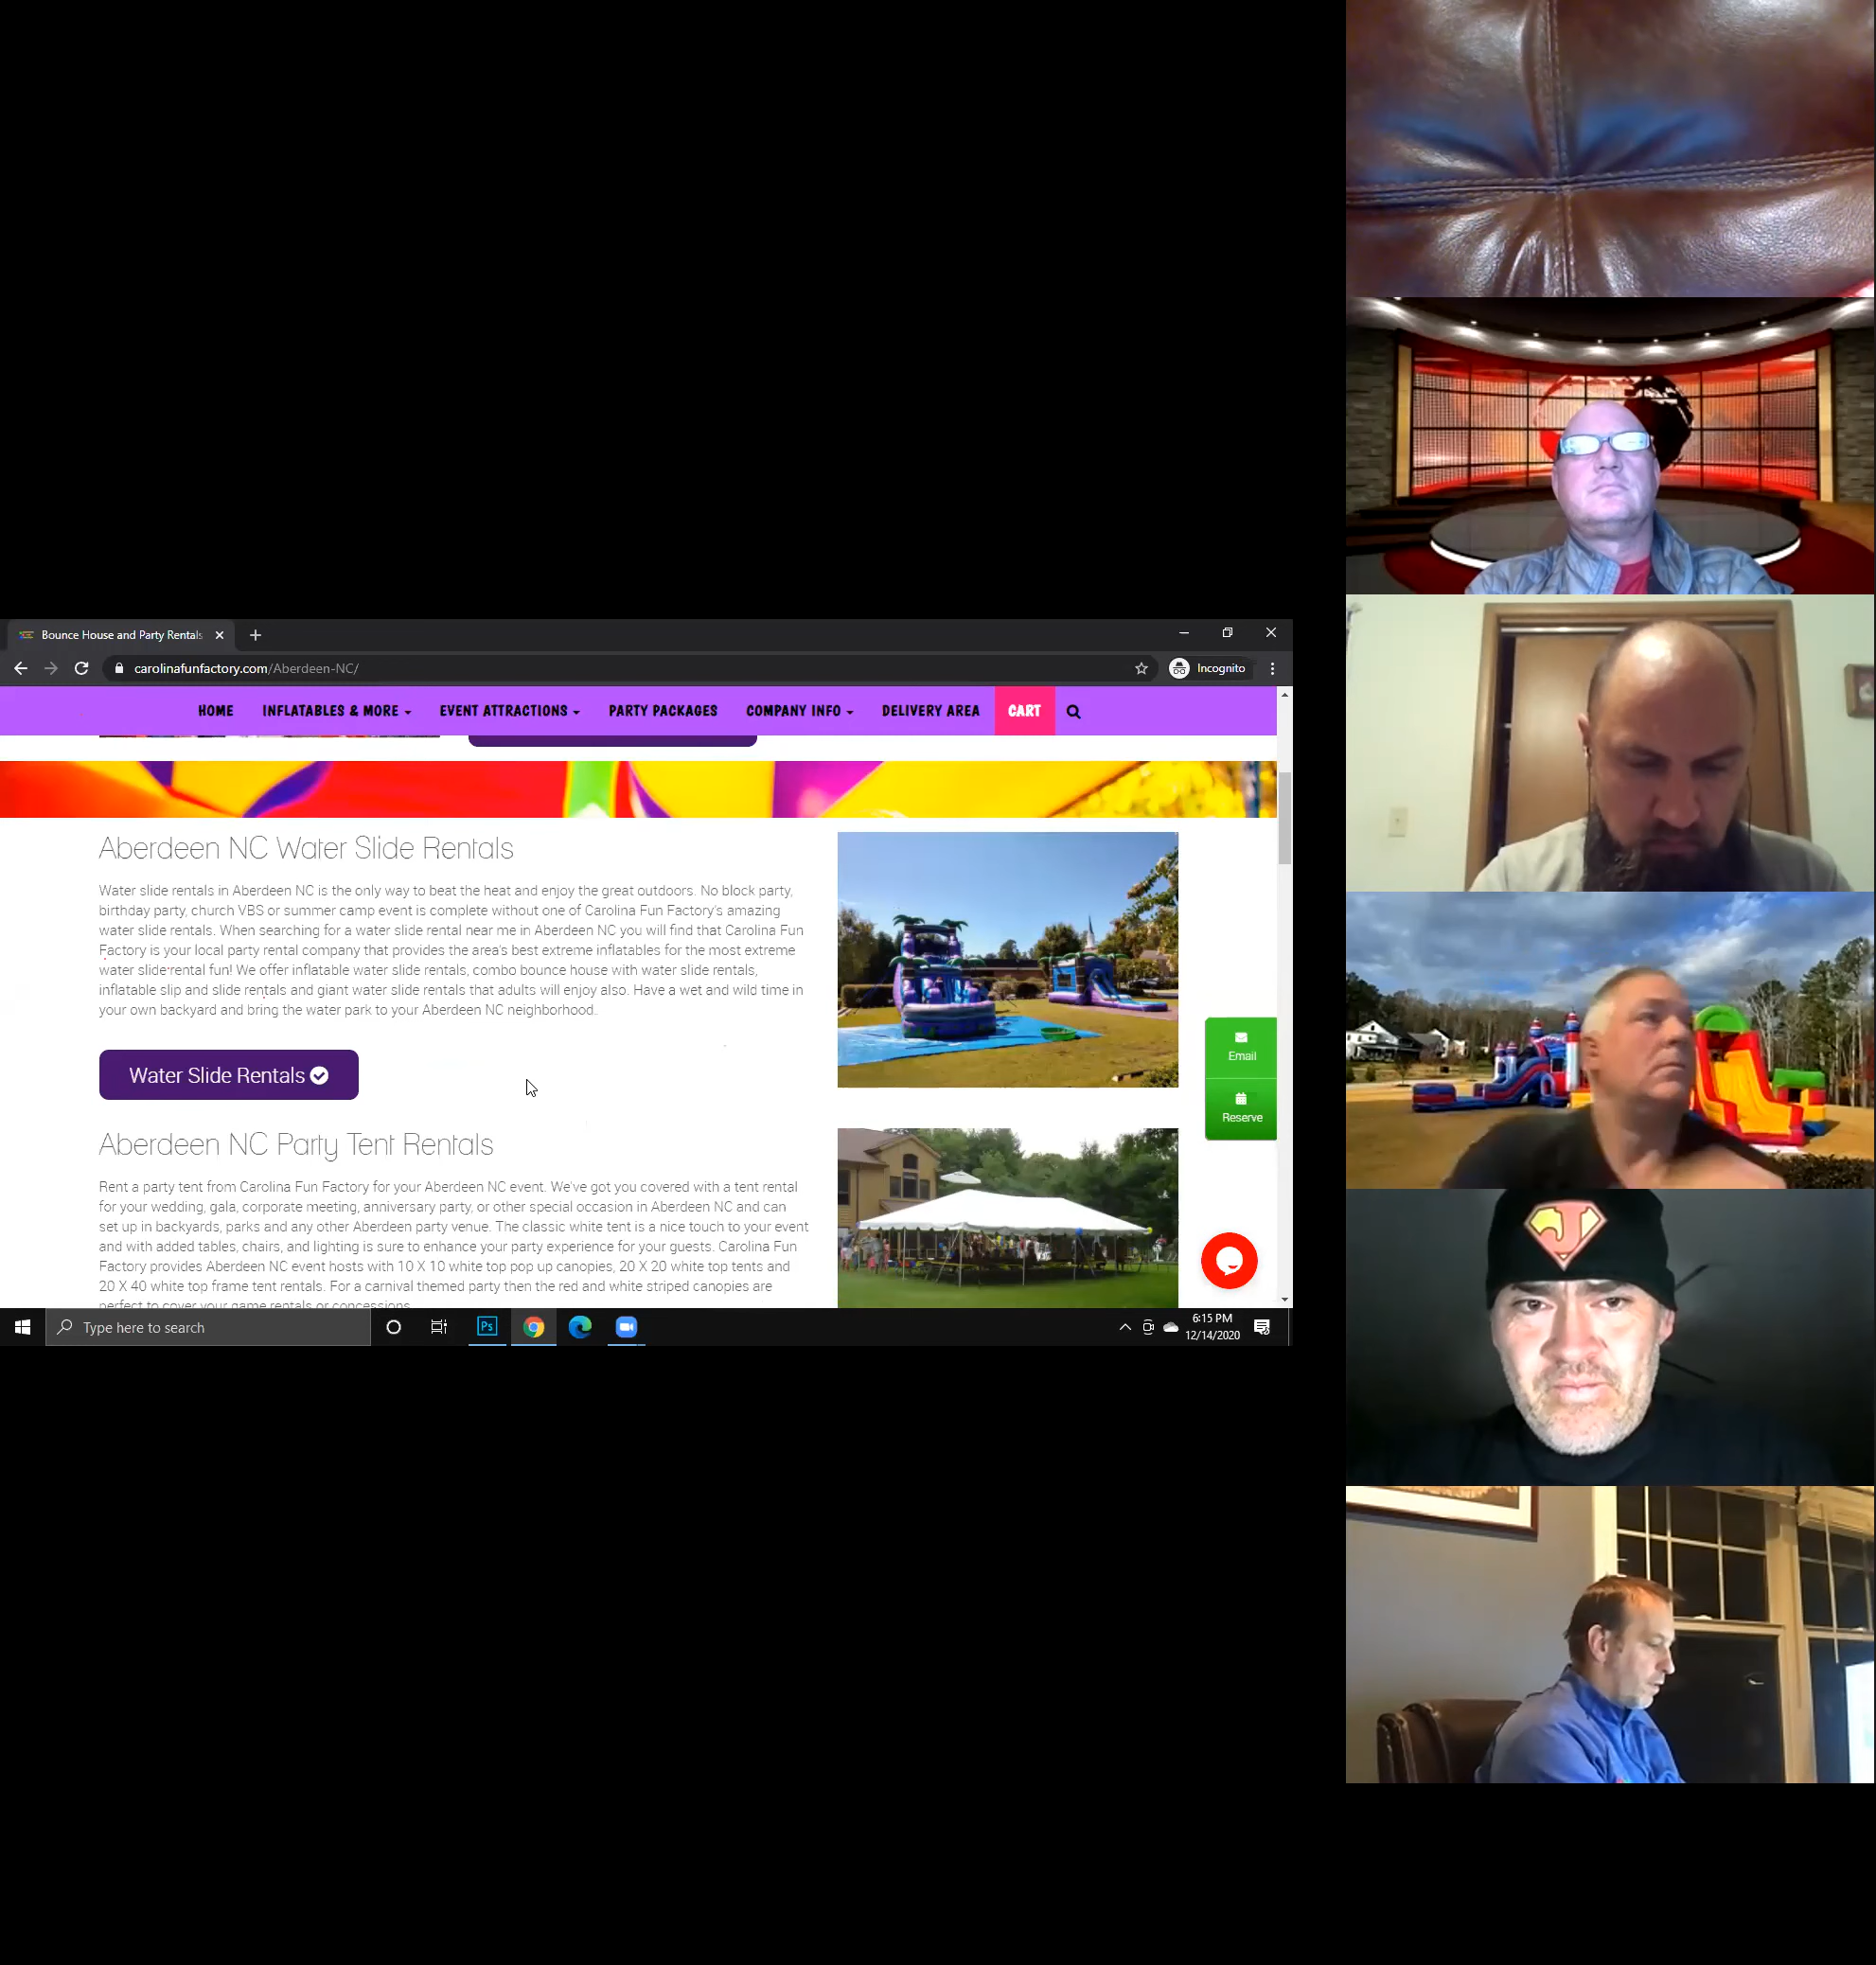 Bounce House and Party Rentals
carolinafunfactory.com/Aberdeen-NC/
Incognito
HOME INFLATABLES & MORE EVENT ATTRACTIONS PARTY PACKAGES COMPANY INFO DELIVERY AREA CART
Aberdeen NC Water Slide Rentals
Water slide rentals in Aberdeen NC is the only way to beat the heat and enjoy the great outdoors. No block party,
birthday party, church VBS or summer camp event is complete without one of Carolina Fun Factory's amazing
water slide rentals. When searching for a water slide rental near me in Aberdeen NC you will find that Carolina Fun
Factory is your local party rental company that provides the area's best extreme inflatables for the most extreme
water slide rental fun! We offer inflatable water slide rentals, combo bounce house with water slide rentals,
inflatable slip and slide rentals and giant water slide rentals that adults will enjoy also. Have a wet and wild time in
your own backyard and bring the water park to your Aberdeen NC neighborhood.
Water Slide Rentals
Email
Reserve
Aberdeen NC Party Tent Rentals
Rent a party tent from Carolina Fun Factory for your Aberdeen NC event. We've got you covered with a tent rental
for your wedding, gala, corporate meeting, anniversary party, or other special occasion in Aberdeen NC and can
set up in backyards, parks and any other Aberdeen party venue. The classic white tent is a nice touch to your event
and with added tables, chairs, and lighting is sure to enhance your party experience for your guests. Carolina Fun
Factory provides Aberdeen NC event hosts with 10 X 10 white top pop up canopies, 20 X 20 white top tents and
20 X 40 white top frame tent rentals. For a carnival themed party then the red and white striped canopies are
perfect to cover your game rentals or concessions.
Type here to search
Ps
6:15 PM
12/14/2020
J